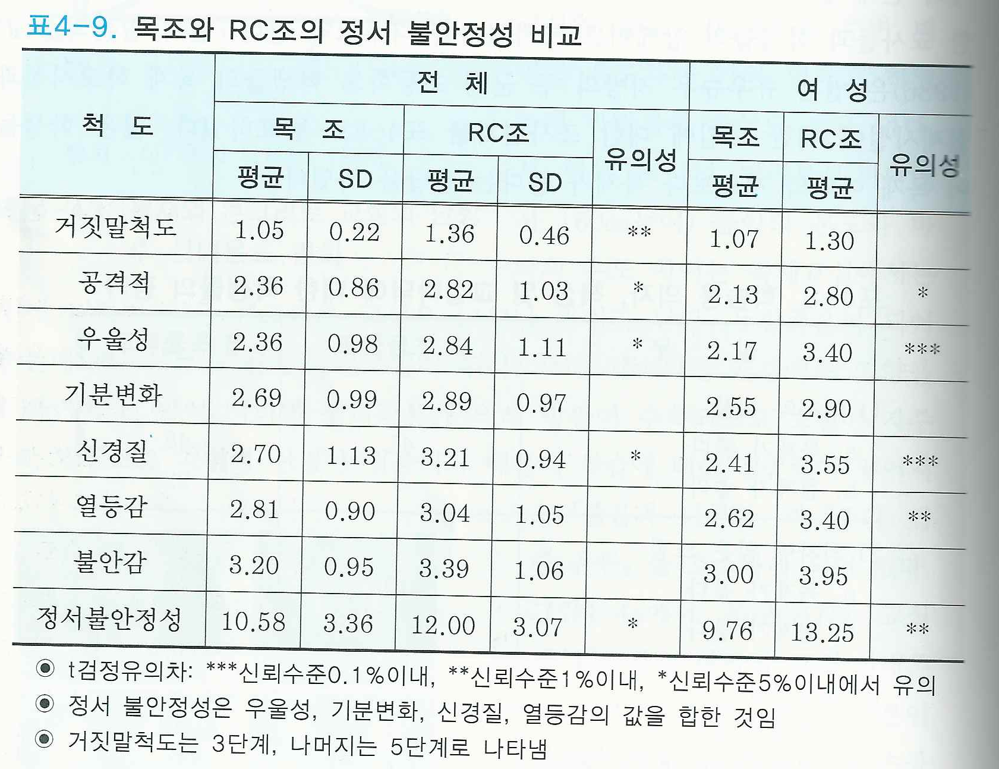 표4-9. 목조와 RC조의 정서 불안정성 비교
척 도 전 체 여 성
목 조 RC조 유의성 목조 RC조 유의성
평균 SD 평균 SD 평균 평균
거짓말척도 1.05 0.22 1.36 0.46 ** 1.07 1.30
공격적 2.36 0.86 2.82 1.03 * 2.13 2.80 *
우울성 2.36 0.98 2.84 1.11 * 2.17 3.40 ***
기분변화 2.69 0.99 2.89 0.97 2.55 2.90
신경질 2.70 1.13 3.21 0.94 * 2.41 3.55 ***
열등감 2.81 0.90 3.04 1.05 2.62 3.40 **
불안감 3.20 0.95 3.39 1.06 3.00 3.95
정서불안정성 10.58 3.36 12.00 3.07 * 9.76 13.25 **
◉ t검정유의차: ***신뢰수준0.1%이내, **신뢰수준1%이내, *신뢰수준5%이내에서 유의
◉ 정서 불안정성은 우울성, 기분변화, 신경질, 열등감의 값을 합한 것임
◉ 거짓말척도는 3단계, 나머지는 5단계로 나타냄